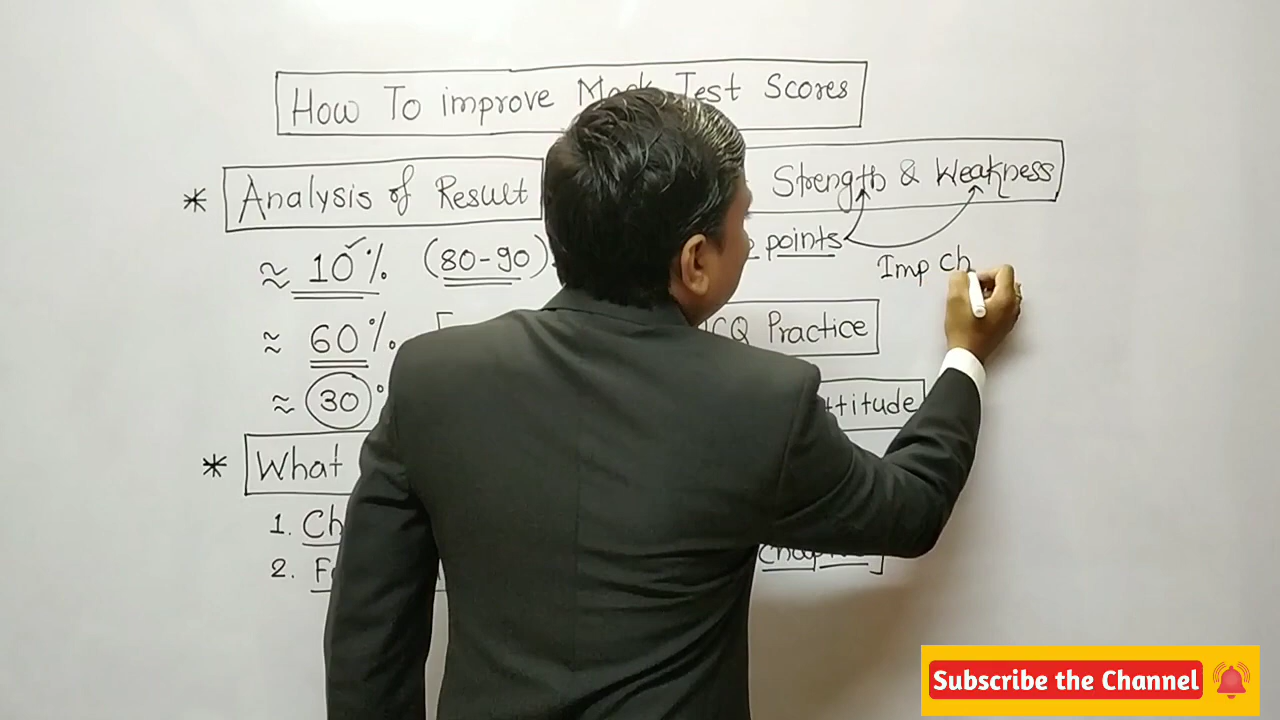 How To improve Mock Test Scores
* Analysis of Result Strength & Weakness
≈ 10% (80-90) points
Imp Ch
≈ 60% MCQ Practice
≈ 30% Attitude
* What
1. Ch
2. F
Subscribe the Channel